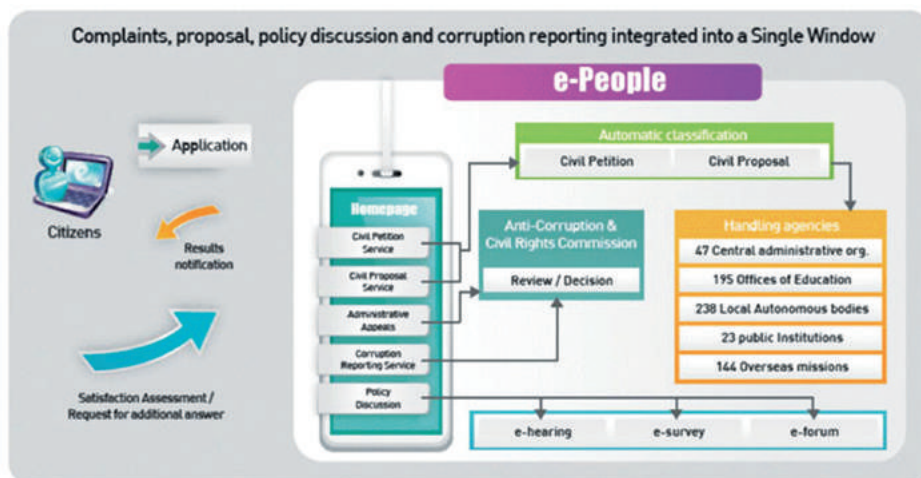 Complaints, proposal, policy discussion and corruption reporting integrated into a Single Window
e-People
Citizens
Application
Results
notification
Satisfaction Assessment /
Request for additional answer
Homepage
Civil Petition
Service
Civil Proposal
Service
Administrative
Appeals
Corruption
Reporting Service
Policy
Discussion
Automatic classification
Civil Petition
Civil Proposal
Anti-Corruption &
Civil Rights Commission
Review / Decision
Handling agencies
47 Central administrative org.
195 Offices of Education
238 Local Autonomous bodies
23 public Institutions
144 Overseas missions
e-hearing
e-survey
e-forum